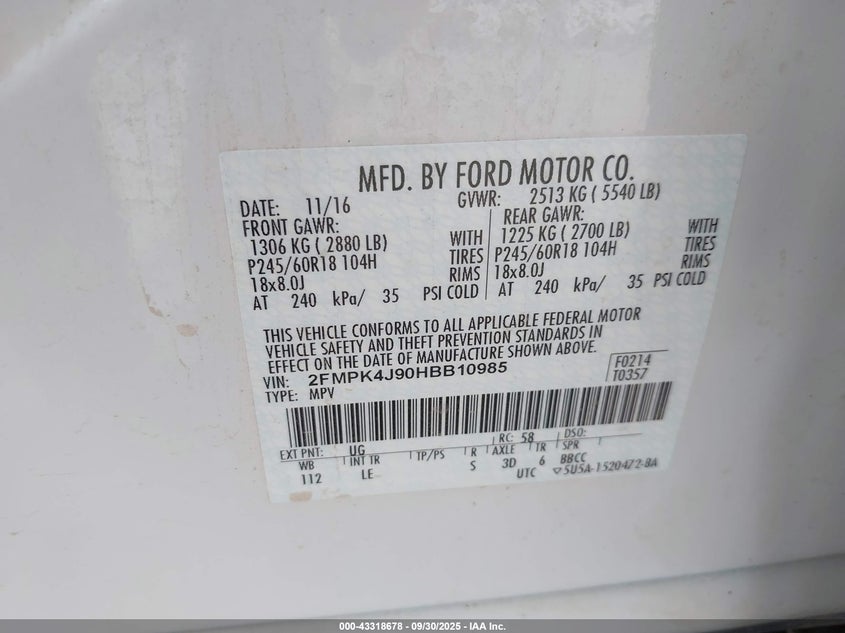 MFD. BY FORD MOTOR CO.
DATE: 11/16 GVWR: 2513 KG ( 5540 LB)
FRONT GAWR: REAR GAWR:
1306 KG ( 2880 LB) WITH 1225 KG ( 2700 LB) WITH
P245/60R18 104H TIRES P245/60R18 104H TIRES
18x8.0J RIMS 18x8.0J RIMS
AT 240 kPa/ 35 PSI COLD AT 240 kPa/ 35 PSI COLD
THIS VEHICLE CONFORMS TO ALL APPLICABLE FEDERAL MOTOR
VEHICLE SAFETY AND THEFT PREVENTION STANDARDS IN
EFFECT ON THE DATE OF MANUFACTURE SHOWN ABOVE.
VIN: 2FMPK4J90HBB10985 F0214
TYPE: MPV T0357
EXT PNT: UG RC: 58 DSO:
WB INT TR TP/PS R AXLE TR SPR
112 LE S 3D 6 BBCC
UTC 5U5A-1520472-BA
000-43318678 - 09/30/2025 - IAA Inc.